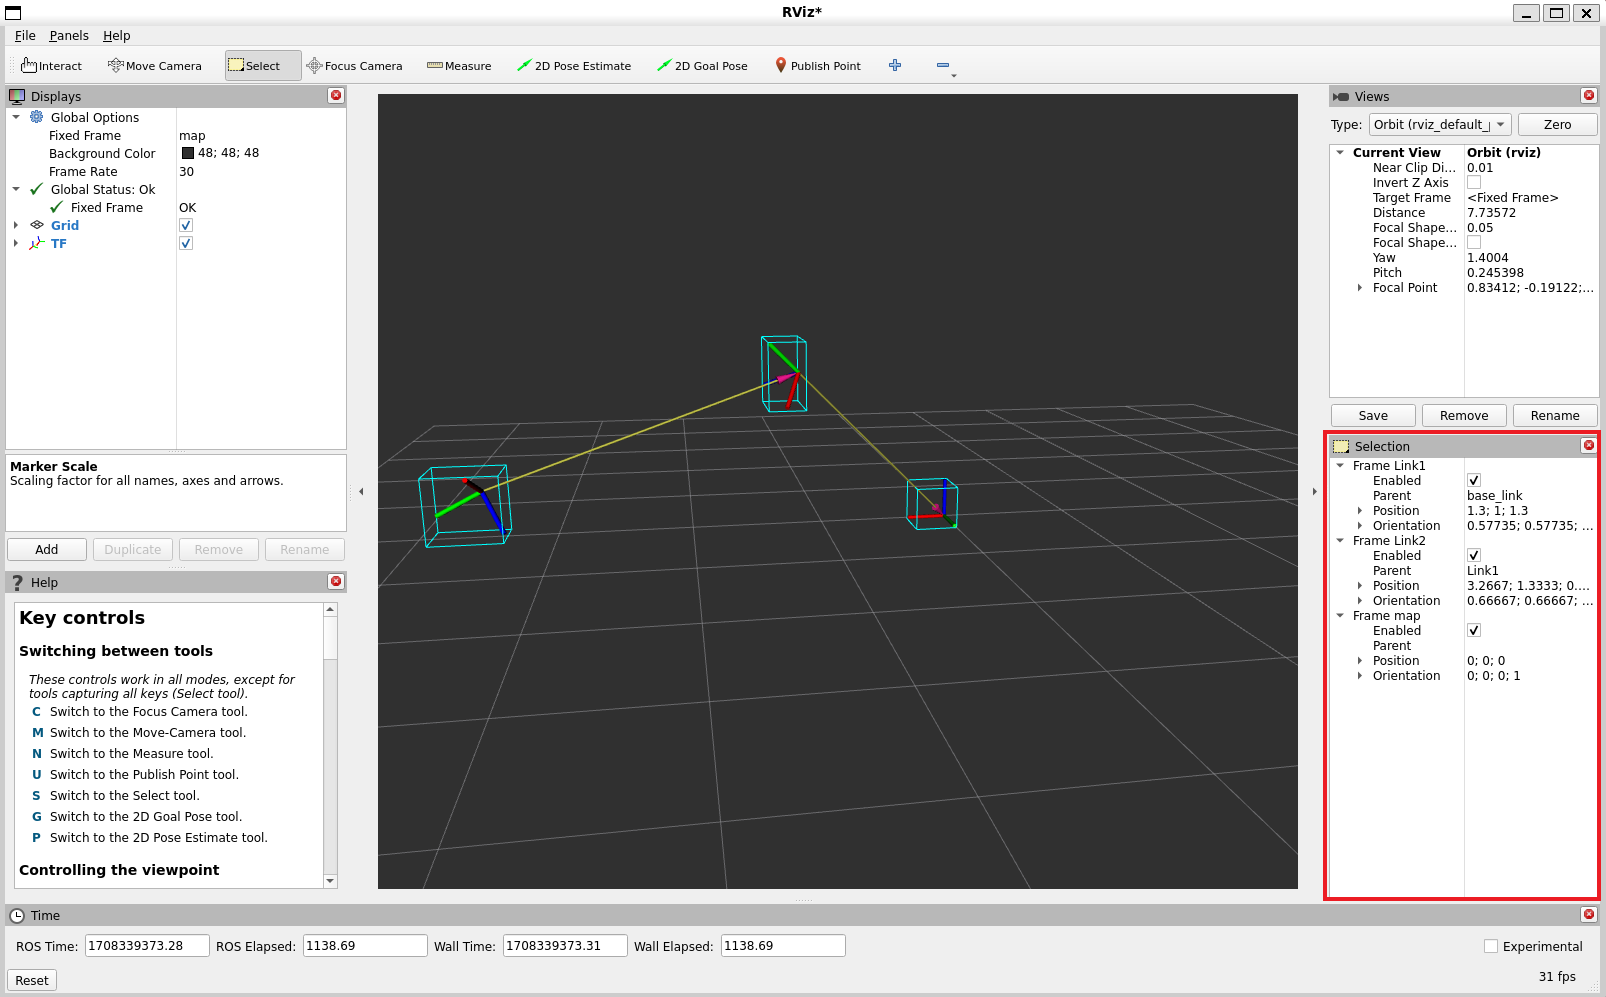 RViz*
File Panels Help
Interact Move Camera Select Focus Camera Measure 2D Pose Estimate 2D Goal Pose Publish Point
Displays
Global Options
Fixed Frame map
Background Color 48; 48; 48
Frame Rate 30
Global Status: Ok
Fixed Frame OK
Grid
TF
Marker Scale
Scaling factor for all names, axes and arrows.
Add Duplicate Remove Rename
Help
Key controls
Switching between tools
These controls work in all modes, except for
tools capturing all keys (Select tool).
C Switch to the Focus Camera tool.
M Switch to the Move-Camera tool.
N Switch to the Measure tool.
U Switch to the Publish Point tool.
S Switch to the Select tool.
G Switch to the 2D Goal Pose tool.
P Switch to the 2D Pose Estimate tool.
Controlling the viewpoint
Views
Type: Orbit (rviz_default_ Zero
Current View Orbit (rviz)
Near Clip Di... 0.01
Invert Z Axis
Target Frame <Fixed Frame>
Distance 7.73572
Focal Shape... 0.05
Focal Shape...
Yaw 1.4004
Pitch 0.245398
Focal Point 0.83412; -0.19122;...
Save Remove Rename
Selection
Frame Link1
Enabled
Parent base_link
Position 1.3; 1; 1.3
Orientation 0.57735; 0.57735; ...
Frame Link2
Enabled
Parent Link1
Position 3.2667; 1.3333; 0....
Orientation 0.66667; 0.66667; ...
Frame map
Enabled
Parent
Position 0; 0; 0
Orientation 0; 0; 0; 1
Time
ROS Time: 1708339373.28 ROS Elapsed: 1138.69 Wall Time: 1708339373.31 Wall Elapsed: 1138.69 Experimental
Reset 31 fps